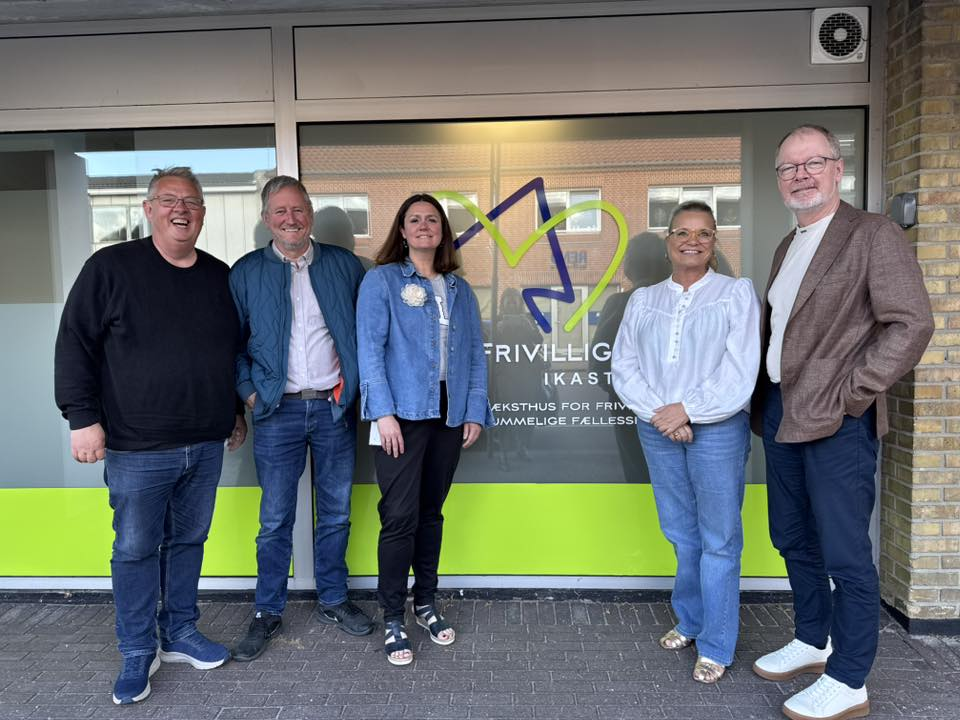 FRIVILLIG
IKAST
ÆKSTHUS FOR FRIV
UMMELIGE FÆLLESS